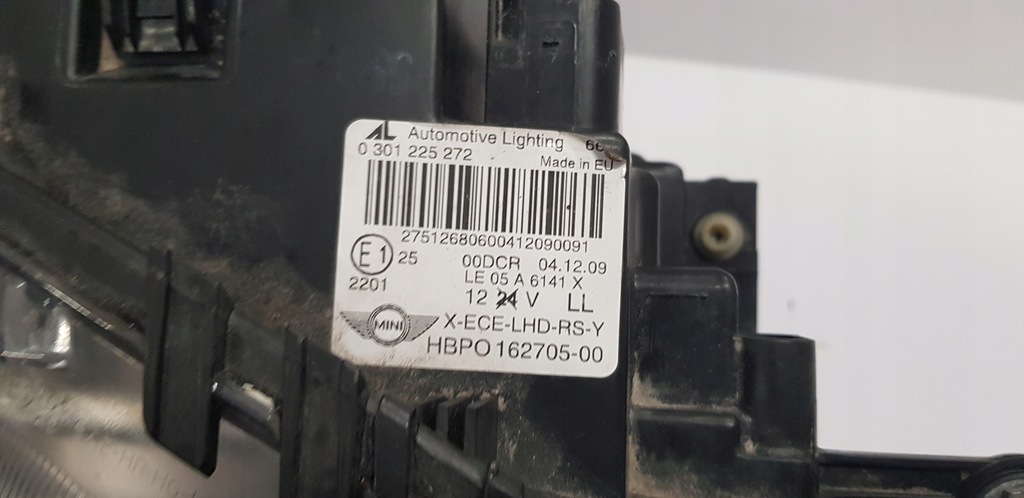 AL Automotive Lighting
0 301 225 272
Made in EU
27512680600412090091
E1 25
00DCR 04.12.09
LE 05 A 6141 X
2201
12 24 V LL
MINI
X-ECE-LHD-RS-Y
HBPO 162705-00